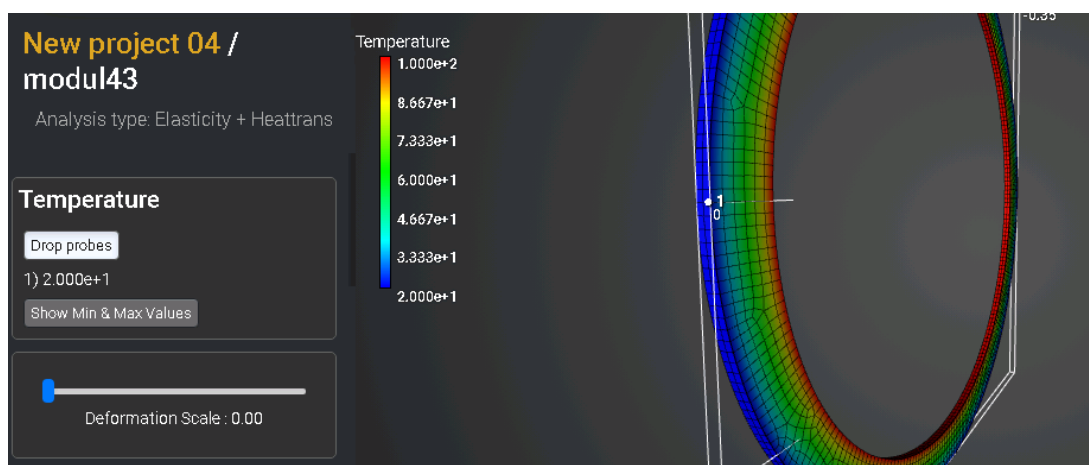 New project 04 /
modul43
Analysis type: Elasticity + Heattrans
Temperature
Drop probes
1) 2.000e+1
Show Min & Max Values
Deformation Scale : 0.00
Temperature
1.000e+2
8.667e+1
7.333e+1
6.000e+1
4.667e+1
3.333e+1
2.000e+1
1
0
-0.35